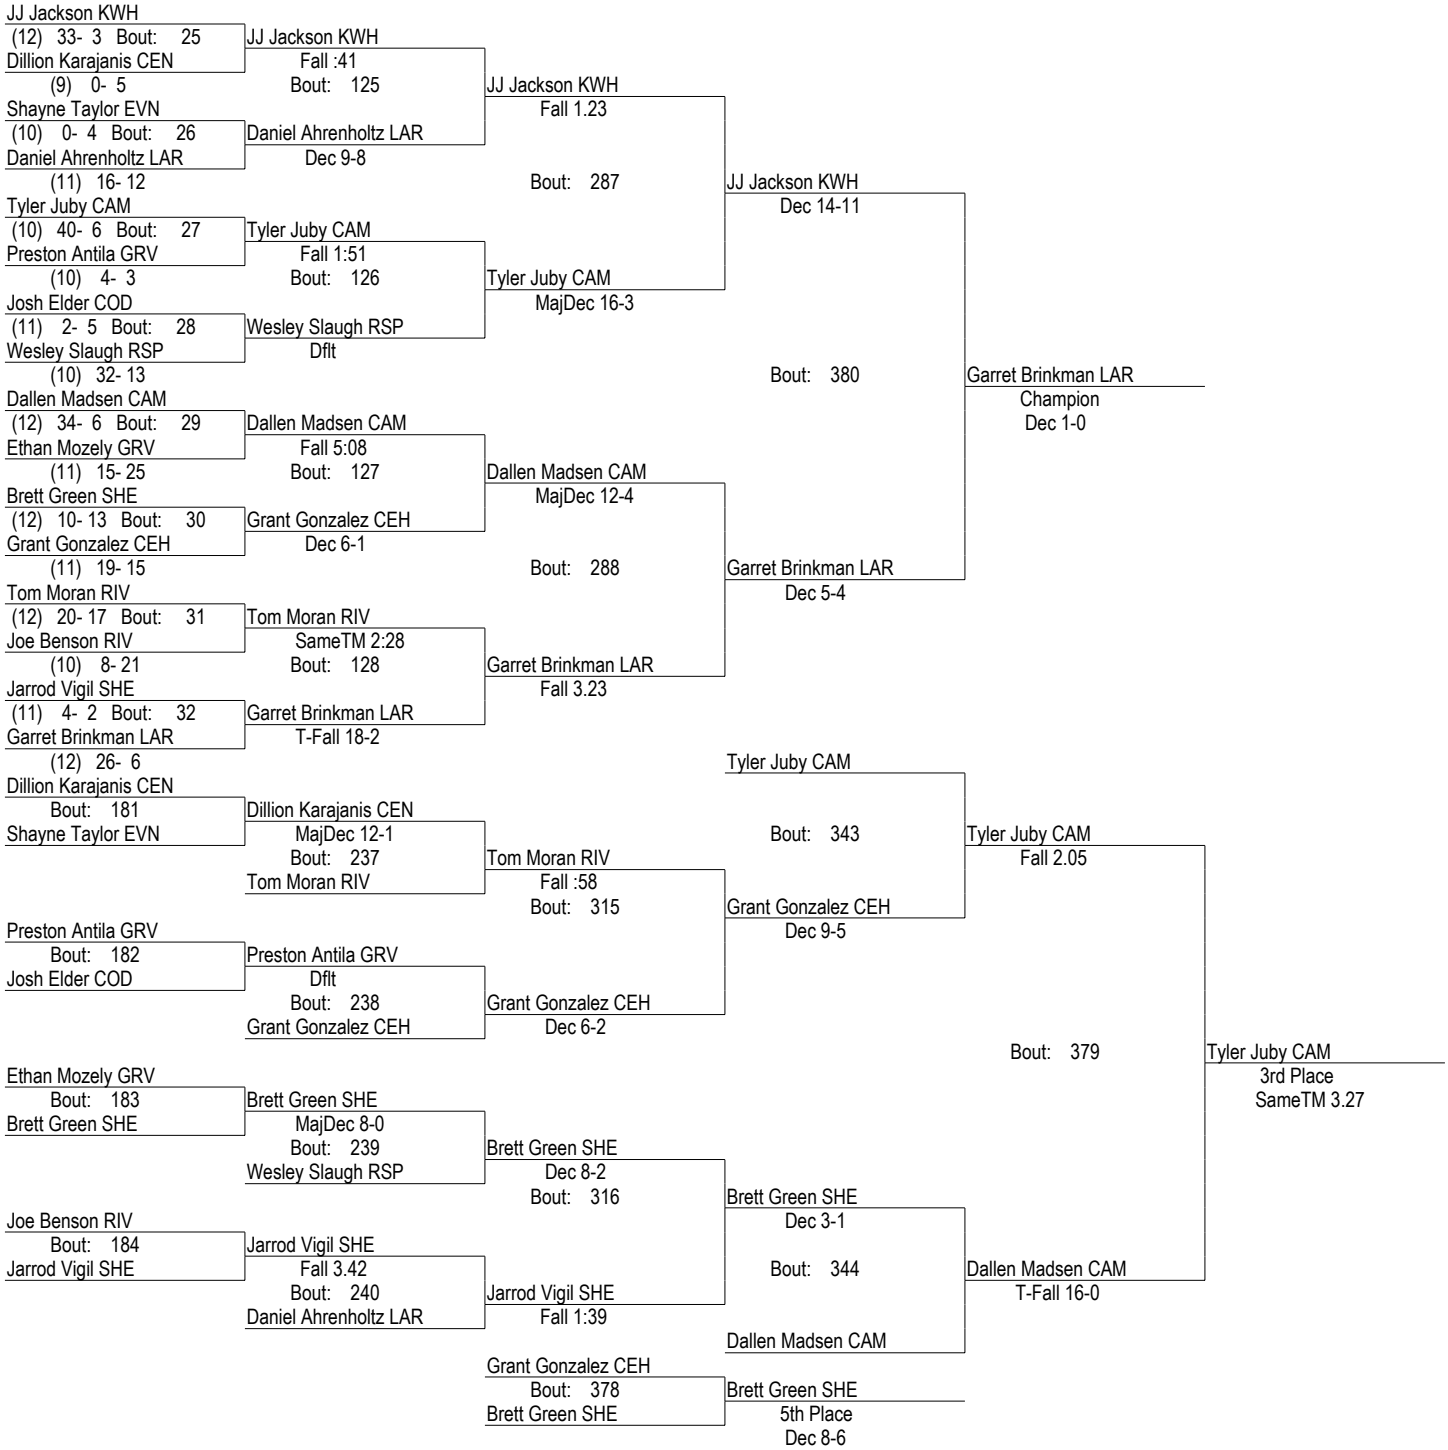 JJ Jackson KWH
(12) 33- 3 Bout: 25 JJ Jackson KWH
Dillion Karajanis CEN Fall :41
(9) 0- 5 Bout: 125 JJ Jackson KWH
Shayne Taylor EVN Fall 1.23
(10) 0- 4 Bout: 26 Daniel Ahrenholtz LAR
Daniel Ahrenholtz LAR Dec 9-8
(11) 16- 12 Bout: 287 JJ Jackson KWH
Tyler Juby CAM Dec 14-11
(10) 40- 6 Bout: 27 Tyler Juby CAM
Preston Antila GRV Fall 1:51
(10) 4- 3 Bout: 126 Tyler Juby CAM
Josh Elder COD MajDec 16-3
(11) 2- 5 Bout: 28 Wesley Slaugh RSP
Wesley Slaugh RSP Dflt
(10) 32- 13 Bout: 380 Garret Brinkman LAR
Dallen Madsen CAM Champion
(12) 34- 6 Bout: 29 Dallen Madsen CAM Dec 1-0
Ethan Mozely GRV Fall 5:08
(11) 15- 25 Bout: 127 Dallen Madsen CAM
Brett Green SHE MajDec 12-4
(12) 10- 13 Bout: 30 Grant Gonzalez CEH
Grant Gonzalez CEH Dec 6-1
(11) 19- 15 Bout: 288 Garret Brinkman LAR
Tom Moran RIV Dec 5-4
(12) 20- 17 Bout: 31 Tom Moran RIV
Joe Benson RIV SameTM 2:28
(10) 8- 21 Bout: 128 Garret Brinkman LAR
Jarrod Vigil SHE Fall 3.23
(11) 4- 2 Bout: 32 Garret Brinkman LAR
Garret Brinkman LAR T-Fall 18-2
(12) 26- 6 Tyler Juby CAM
Dillion Karajanis CEN
Bout: 181 Dillion Karajanis CEN
Shayne Taylor EVN MajDec 12-1 Bout: 343 Tyler Juby CAM
Bout: 237 Tom Moran RIV Fall 2.05
Tom Moran RIV Fall :58
Bout: 315 Grant Gonzalez CEH
Preston Antila GRV Dec 9-5
Bout: 182 Preston Antila GRV
Josh Elder COD Dflt
Bout: 238 Grant Gonzalez CEH
Grant Gonzalez CEH Dec 6-2
Bout: 379 Tyler Juby CAM
Ethan Mozely GRV 3rd Place
Bout: 183 Brett Green SHE SameTM 3.27
Brett Green SHE MajDec 8-0
Bout: 239 Brett Green SHE
Wesley Slaugh RSP Dec 8-2
Bout: 316 Brett Green SHE
Joe Benson RIV Dec 3-1
Bout: 184 Jarrod Vigil SHE
Jarrod Vigil SHE Fall 3.42 Bout: 344 Dallen Madsen CAM
Bout: 240 Jarrod Vigil SHE T-Fall 16-0
Daniel Ahrenholtz LAR Fall 1:39
Dallen Madsen CAM
Grant Gonzalez CEH
Bout: 378 Brett Green SHE
Brett Green SHE 5th Place
Dec 8-6